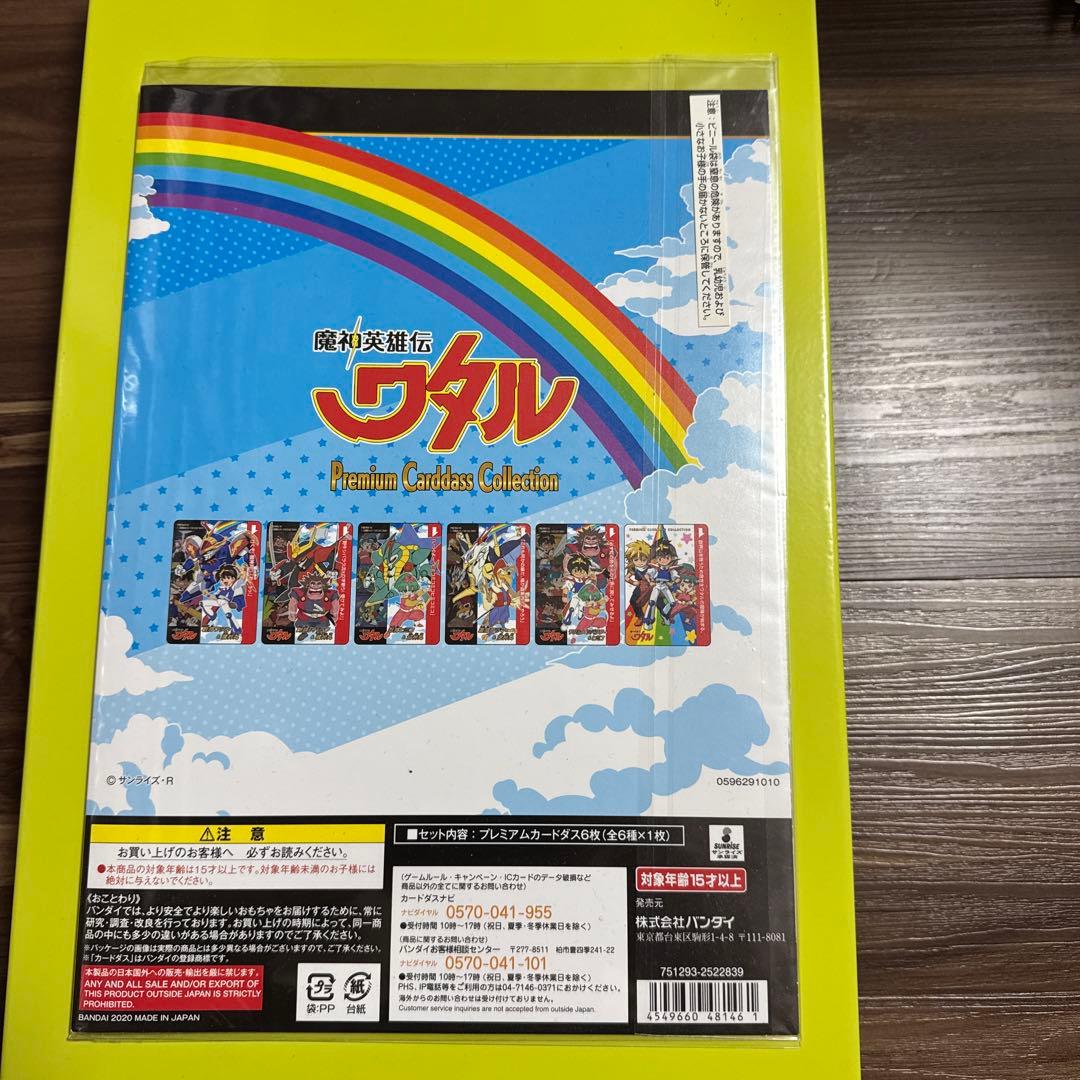 注意：ビニール袋は窒息の危険がありますので、乳幼児および
小さなお子様の手の届かないところに保管してください。
魔神英雄伝
ワタル
Premium Carddass Collection
ワタル
ワタル
ワタル
ワタル
ワタル
ワタル
© サンライズ・R
0596291010
⚠注 意
お買い上げのお客様へ 必ずお読みください。
●本商品の対象年齢は15才以上です。対象年齢未満のお子様には
絶対に与えないでください。
《おことわり》
バンダイでは、より安全でより楽しいおもちゃをお届けするために、常に
研究・調査・改良を行っております。お買い上げの時期によって、同一商
品の中にも多少の違いがある場合がありますのでご了承ください。
※パッケージの画像は実際の商品とは多少異なる場合がございますので、ご了承ください。
※「カードダス」はバンダイの登録商標です。
本製品の日本国外への販売・輸出を厳に禁じます。
ANY AND ALL SALE AND/OR EXPORT OF
THIS PRODUCT OUTSIDE JAPAN IS STRICTLY
PROHIBITED.
BANDAI 2020 MADE IN JAPAN
プラ
袋:PP
紙
台紙
■セット内容：プレミアムカードダス6枚（全6種×1枚）
（ゲームルール・キャンペーン・ICカードのデータ破損など
商品以外の全てに関するお問い合わせ）
カードダスナビ
ナビダイヤル 0570-041-955
●受付時間 10時〜17時（祝日、夏季・冬季休業日を除く）
（商品に関するお問い合わせ）
バンダイお客様相談センター 〒277-8511 柏市豊四季241-22
ナビダイヤル 0570-041-101
●受付時間 10時〜17時（祝日、夏季・冬季休業日を除く）
PHS、IP電話等をご利用の方は04-7146-0371におかけください。
海外からのお問い合わせは受け付けておりません。
Customer service inquiries are not accepted from outside Japan.
SUNRISE
サンライズ
承認済
対象年齢15才以上
発売元
株式会社バンダイ
東京都台東区駒形1-4-8 〒111-8081
751293-2522839
4549660 48146 1